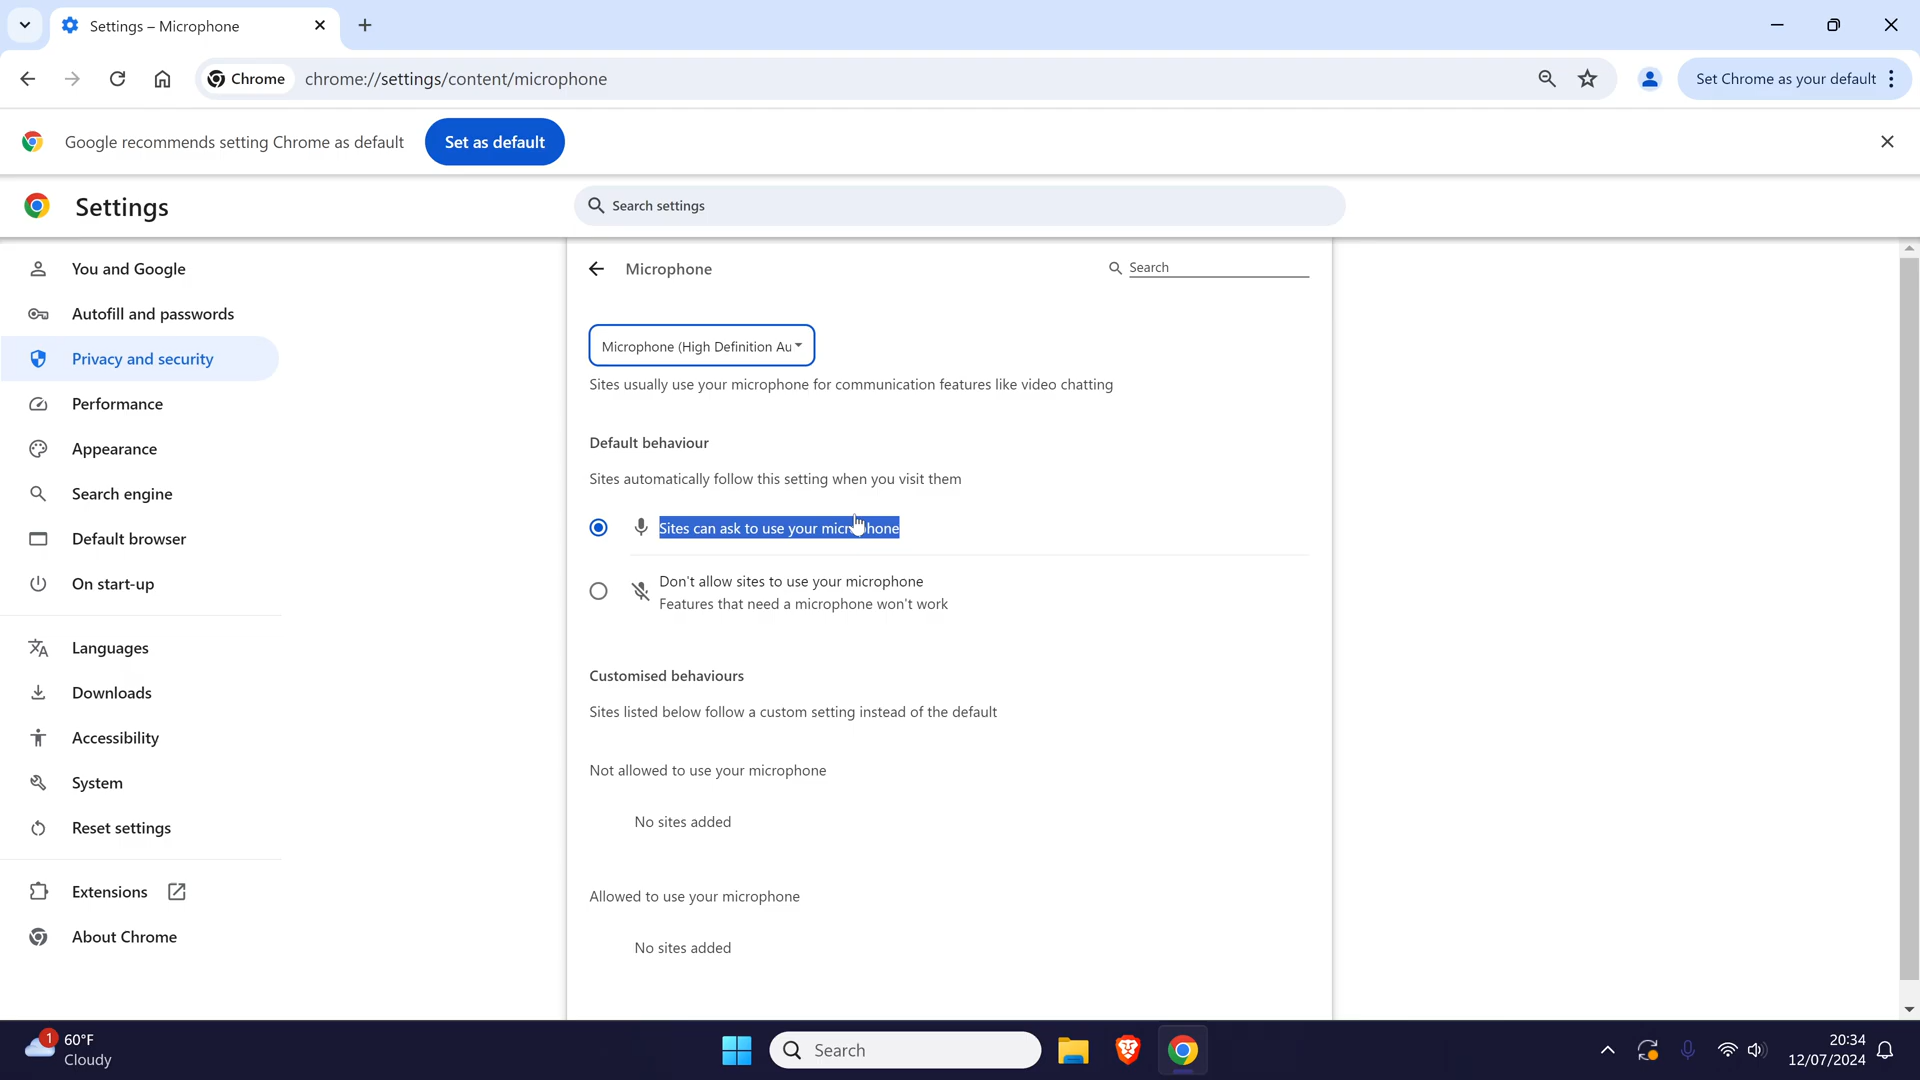 Settings – Microphone
Chrome
chrome://settings/content/microphone
Set Chrome as your default
Google recommends setting Chrome as default
Set as default
Settings
Search settings
You and Google
Autofill and passwords
Privacy and security
Performance
Appearance
Search engine
Default browser
On start-up
Languages
Downloads
Accessibility
System
Reset settings
Extensions
About Chrome
Microphone
Search
Microphone (High Definition Au
Sites usually use your microphone for communication features like video chatting
Default behaviour
Sites automatically follow this setting when you visit them
Sites can ask to use your microphone
Don't allow sites to use your microphone
Features that need a microphone won't work
Customised behaviours
Sites listed below follow a custom setting instead of the default
Not allowed to use your microphone
No sites added
Allowed to use your microphone
No sites added
1
60°F
Cloudy
Search
20:34
12/07/2024